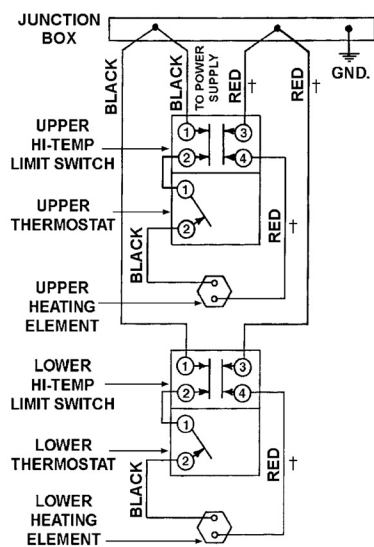 JUNCTION
BOX
GND.
BLACK
BLACK
TO POWER
SUPPLY
RED
†
RED
†
UPPER
HI-TEMP
LIMIT SWITCH
1
3
2
4
UPPER
THERMOSTAT
1
2
BLACK
RED
†
UPPER
HEATING
ELEMENT
LOWER
HI-TEMP
LIMIT SWITCH
1
3
2
4
LOWER
THERMOSTAT
1
2
BLACK
RED
†
LOWER
HEATING
ELEMENT